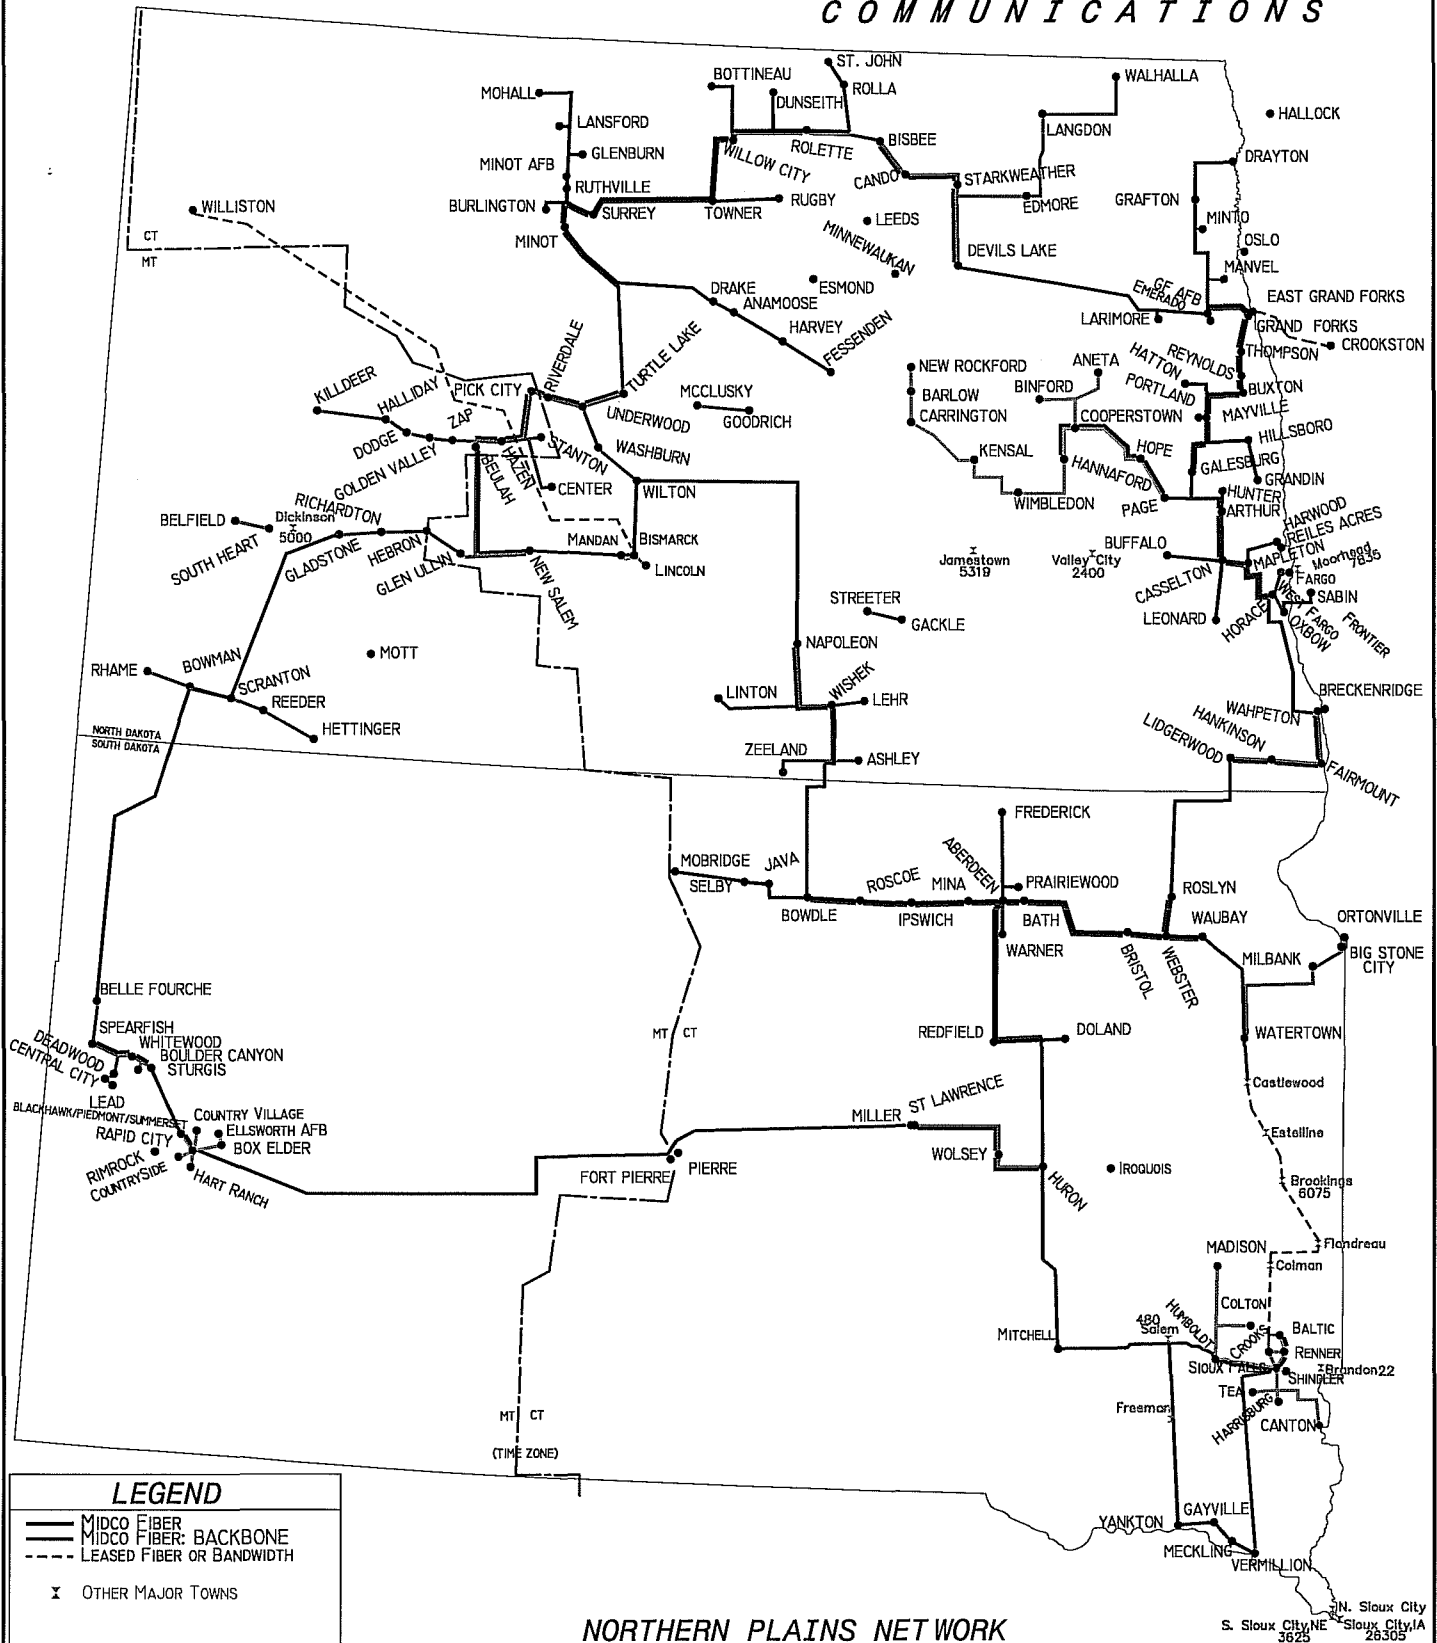 COMMUNICATIONS
ST. JOHN
BOTTINEAU
WALHALLA
MOHALL
DUNSEITH
ROLLA
HALLOCK
LANSFORD
LANGDON
BISBEE
ROLETTE
WILLOW CITY
GLENBURN
MINOT AFB
DRAYTON
CANDO
STARKWEATHER
RUTHVILLE
EDMORE
GRAFTON
WILLISTON
BURLINGTON
SURREY
TOWNER
RUGBY
LEEDS
MINTO
CT
MT
MINOT
MINNEWAUKAN
DEVILS LAKE
OSLO
MANVEL
DRAKE
ANAMOOSE
ESMOND
GF AFB
EMERADO
EAST GRAND FORKS
LARIMORE
GRAND FORKS
HARVEY
FESSENDEN
CROOKSTON
THOMPSON
REYNOLDS
HATTON
KILLDEER
HALLIDAY
PICK CITY
RIVERDALE
TURTLE LAKE
NEW ROCKFORD
ANETA
BINFORD
PORTLAND
BUXTON
MCCLUSKY
GOODRICH
BARLOW
CARRINGTON
COOPERSTOWN
MAYVILLE
ZAP
UNDERWOOD
DODGE
STANTON
WASHBURN
HILLSBORO
GOLDEN VALLEY
HAZEN
BEULAH
KENSAL
HOPE
HANNAFORD
GALESBURG
GRANDIN
CENTER
WILTON
WIMBLEDON
PAGE
HUNTER
ARTHUR
RICHARDTON
BELFIELD
Dickinson
5000
HARWOOD
REILES ACRES
SOUTH HEART
GLADSTONE
HEBRON
MANDAN
BISMARCK
BUFFALO
MAPLETON
Moorhead
7835
GLEN ULLIN
NEW SALEM
LINCOLN
Jamestown
5319
Valley City
2400
CASSELTON
FARGO
STREETER
GACKLE
LEONARD
HORACE
WEST FARGO
SABIN
OXBOW
FRONTIER
NAPOLEON
MOTT
RHAME
BOWMAN
SCRANTON
REEDER
HETTINGER
LINTON
WISHEK
LEHR
BRECKENRIDGE
WAHPETON
HANKINSON
LIDGERWOOD
NORTH DAKOTA
SOUTH DAKOTA
ZEELAND
ASHLEY
FAIRMOUNT
FREDERICK
MOBRIDGE
JAVA
SELBY
ROSCOE
MINA
ABERDEEN
PRAIRIEWOOD
ROSLYN
BOWDLE
IPSWICH
BATH
WAUBAY
ORTONVILLE
WARNER
BRISTOL
WEBSTER
MILBANK
BIG STONE
CITY
BELLE FOURCHE
SPEARFISH
MT
CT
REDFIELD
DOLAND
WATERTOWN
WHITEWOOD
DEADWOOD
BOULDER CANYON
CENTRAL CITY
STURGIS
LEAD
Castlewood
BLACKHAWK/PIEDMONT/SUMMERSET
COUNTRY VILLAGE
MILLER
ST LAWRENCE
RAPID CITY
ELLSWORTH AFB
BOX ELDER
Estelline
RIMROCK
COUNTRYSIDE
HART RANCH
FORT PIERRE
PIERRE
WOLSEY
HURON
IROQUOIS
Brookings
6075
MADISON
Flandreau
Colman
COLTON
MITCHELL
480
Salem
HUMBOLDT
CROOKS
BALTIC
RENNER
SIOUX FALLS
SHINDLER
Brandon22
MT
CT
Freeman
TEA
HARRISBURG
CANTON
(TIME ZONE)
LEGEND
MIDCO FIBER
MIDCO FIBER: BACKBONE
LEASED FIBER OR BANDWIDTH
OTHER MAJOR TOWNS
YANKTON
GAYVILLE
MECKLING
VERMILLION
N. Sioux City
S. Sioux City,NE
3625
Sioux City,IA
26305
NORTHERN PLAINS NETWORK